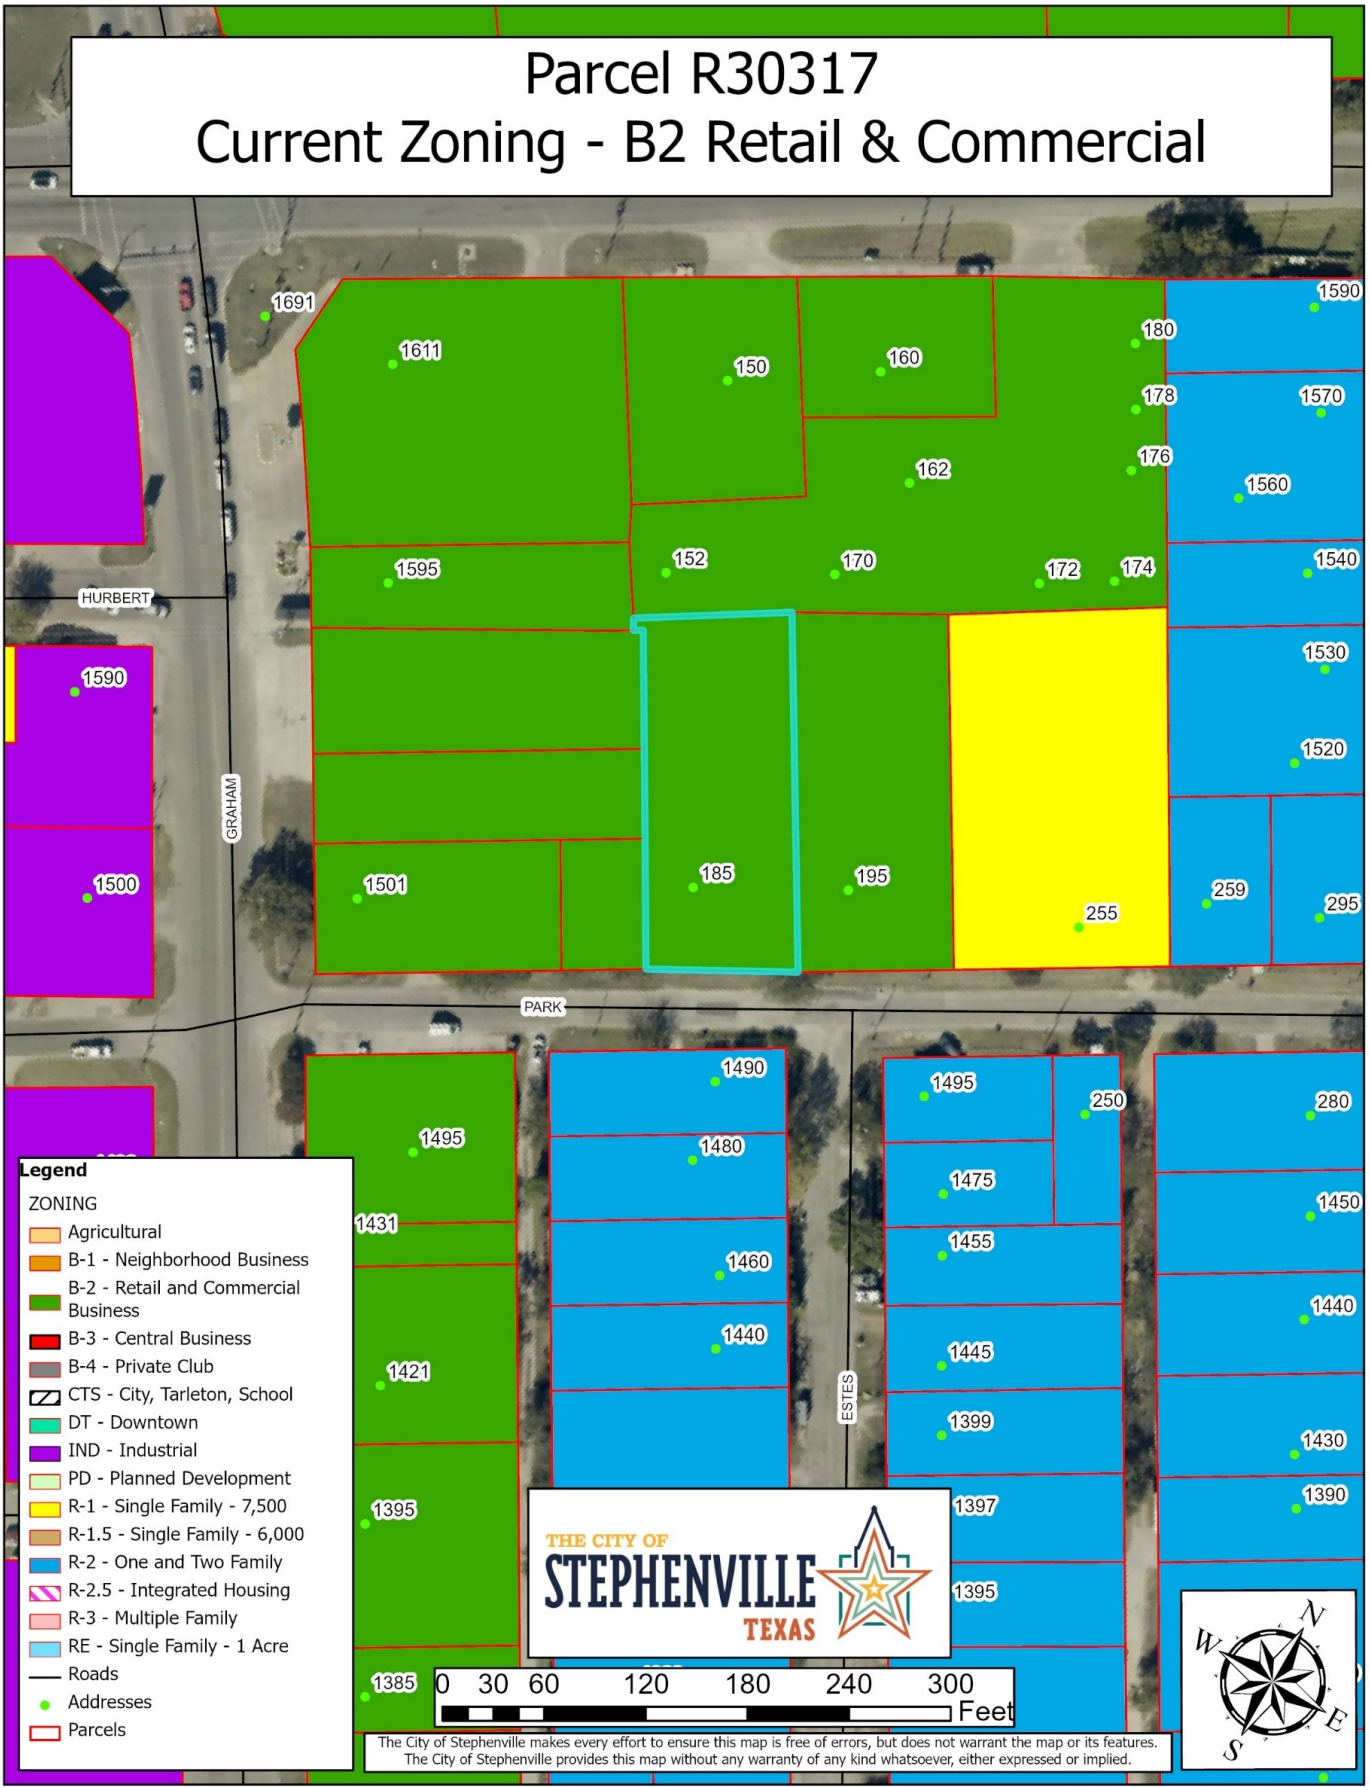 Parcel R30317
Current Zoning - B2 Retail & Commercial
1691
1611
150
160
180
1590
178
1570
176
162
1560
1595
152
170
172
174
1540
HURBERT
1590
1530
1520
GRAHAM
1500
1501
185
195
255
259
295
PARK
1495
1490
1495
250
280
1480
1475
1450
1431
1455
1460
1440
1440
1445
1421
ESTES
1399
1430
1395
1397
1390
1395
1385
Legend
ZONING
Agricultural
B-1 - Neighborhood Business
B-2 - Retail and Commercial
Business
B-3 - Central Business
B-4 - Private Club
CTS - City, Tarleton, School
DT - Downtown
IND - Industrial
PD - Planned Development
R-1 - Single Family - 7,500
R-1.5 - Single Family - 6,000
R-2 - One and Two Family
R-2.5 - Integrated Housing
R-3 - Multiple Family
RE - Single Family - 1 Acre
Roads
Addresses
Parcels
THE CITY OF
STEPHENVILLE
TEXAS
0 30 60 120 180 240 300
Feet
N
W
E
S
The City of Stephenville makes every effort to ensure this map is free of errors, but does not warrant the map or its features.
The City of Stephenville provides this map without any warranty of any kind whatsoever, either expressed or implied.